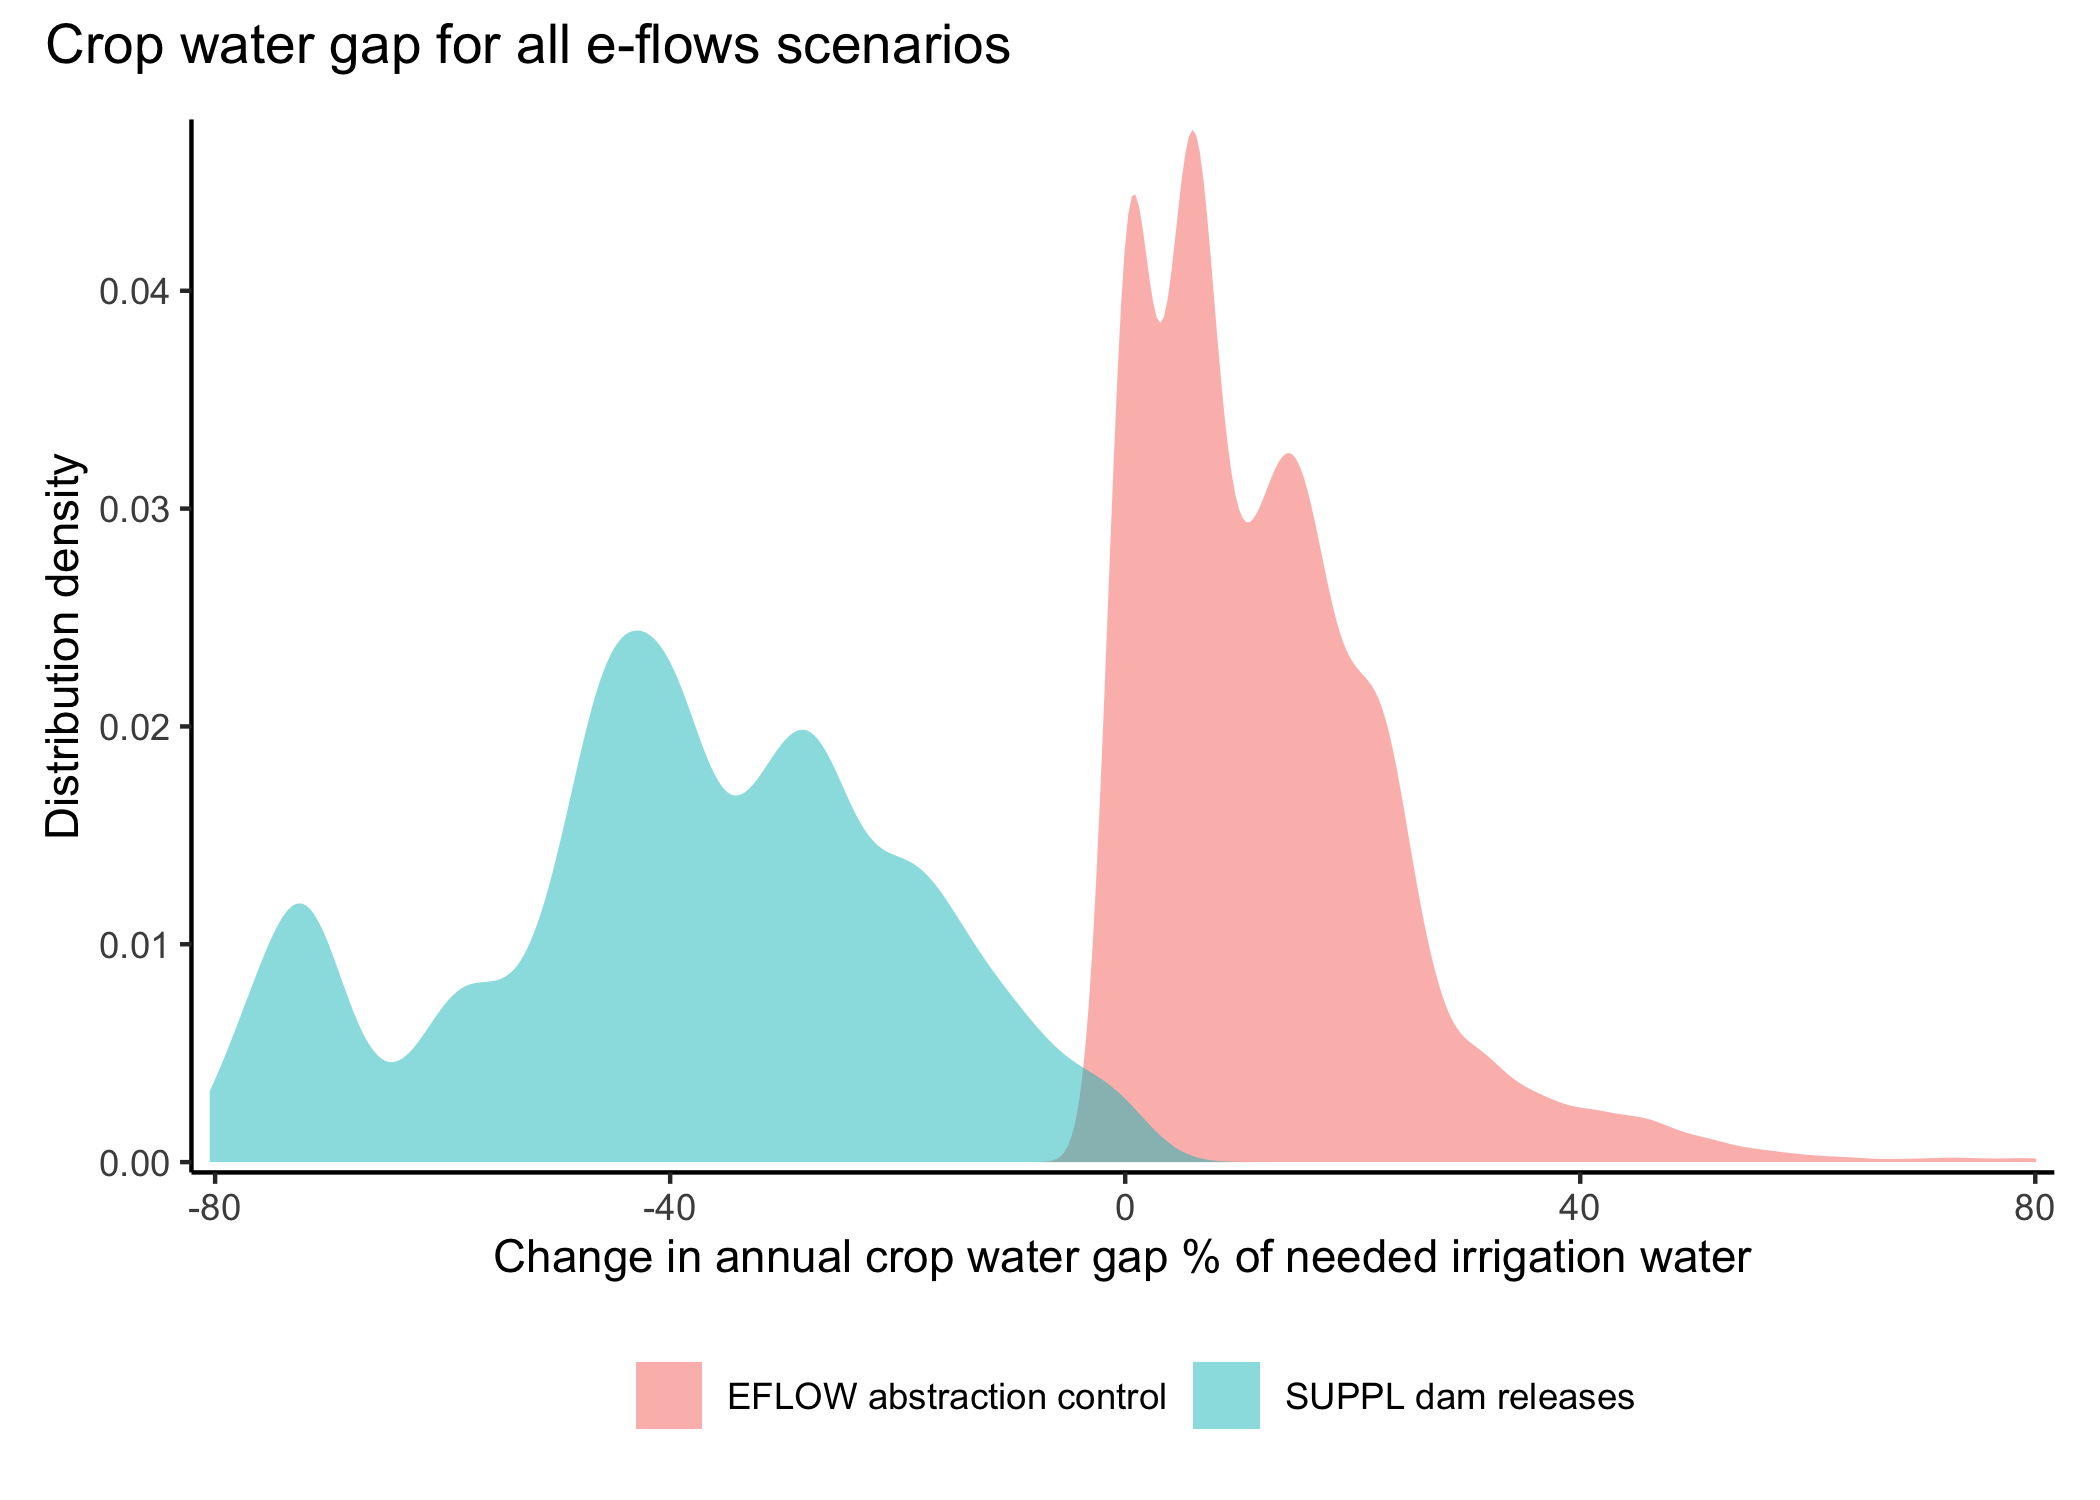 Crop water gap for all e-flows scenarios
Distribution density
0.04
0.03
0.02
0.01
0.00
-80
-40
0
40
80
Change in annual crop water gap % of needed irrigation water
EFLOW abstraction control
SUPPL dam releases